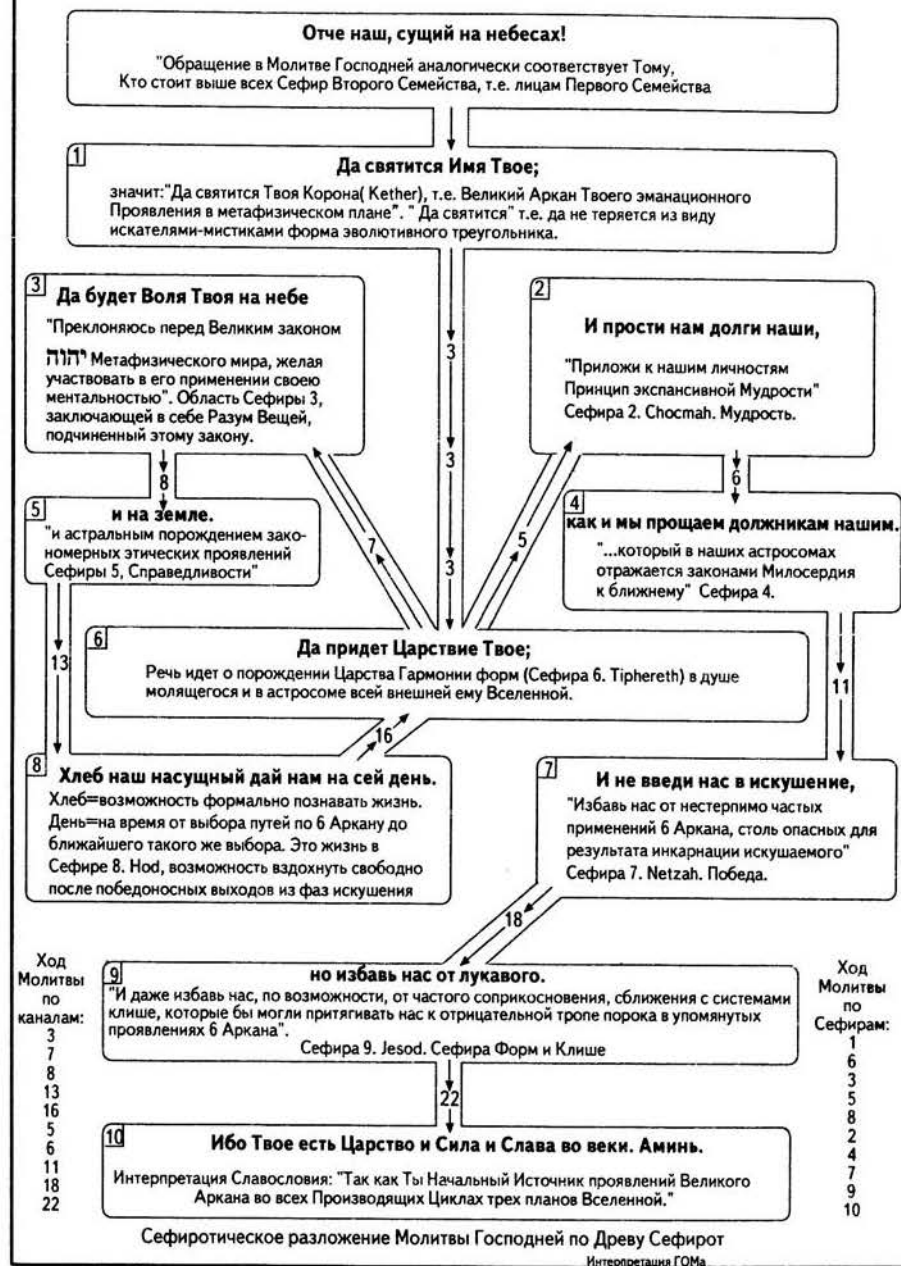 Отче наш, сущий на небесах!
"Обращение в Молитве Господней аналогически соответствует Тому,
Кто стоит выше всех Сефир Второго Семейства, т.е. лицам Первого Семейства
1
Да святится Имя Твое;
значит:"Да святится Твоя Корона( Kether), т.е. Великий Аркан Твоего эманационного
Проявления в метафизическом плане". " Да святится" т.е. да не теряется из виду
искателями-мистиками форма эволютивного треугольника.
3
Да будет Воля Твоя на небе
"Преклоняюсь перед Великим законом
יהוה Метафизического мира, желая
участвовать в его применении своею
ментальностью". Область Сефиры 3,
заключающей в себе Разум Вещей,
подчиненный этому закону.
3
3
3
2
И прости нам долги наши,
"Приложи к нашим личностям
Принцип экспансивной Мудрости"
Сефира 2. Chocmah. Мудрость.
8
6
5
и на земле.
"и астральным порождением зако-
номерных этических проявлений
Сефиры 5, Справедливости"
7
5
4
как и мы прощаем должникам нашим.
"...который в наших астросомах
отражается законами Милосердия
к ближнему" Сефира 4.
13
11
6
Да придет Царствие Твое;
Речь идет о порождении Царства Гармонии форм (Сефира 6. Tiphereth) в душе
молящегося и в астросоме всей внешней ему Вселенной.
16
8
Хлеб наш насущный дай нам на сей день.
Хлеб=возможность формально познавать жизнь.
День=на время от выбора путей по 6 Аркану до
ближайшего такого же выбора. Это жизнь в
Сефире 8. Hod, возможность вздохнуть свободно
после победоносных выходов из фаз искушения
7
И не введи нас в искушение,
"Избавь нас от нестерпимо частых
применений 6 Аркана, столь опасных для
результата инкарнации искушаемого"
Сефира 7. Netzah. Победа.
18
9
но избавь нас от лукавого.
"И даже избавь нас, по возможности, от частого соприкосновения, сближения с системами
клише, которые бы могли притягивать нас к отрицательной тропе порока в упомянутых
проявлениях 6 Аркана".
Сефира 9. Jesod. Сефира Форм и Клише
22
10
Ибо Твое есть Царство и Сила и Слава во веки. Аминь.
Интерпретация Славословия: "Так как Ты Начальный Источник проявлений Великого
Аркана во всех Производящих Циклах трех планов Вселенной."
Ход
Молитвы
по
каналам:
3
7
8
13
16
5
6
11
18
22
Ход
Молитвы
по
Сефирам:
1
6
3
5
8
2
4
7
9
10
Сефиротическое разложение Молитвы Господней по Древу Сефирот
Интерпретация ГОМа